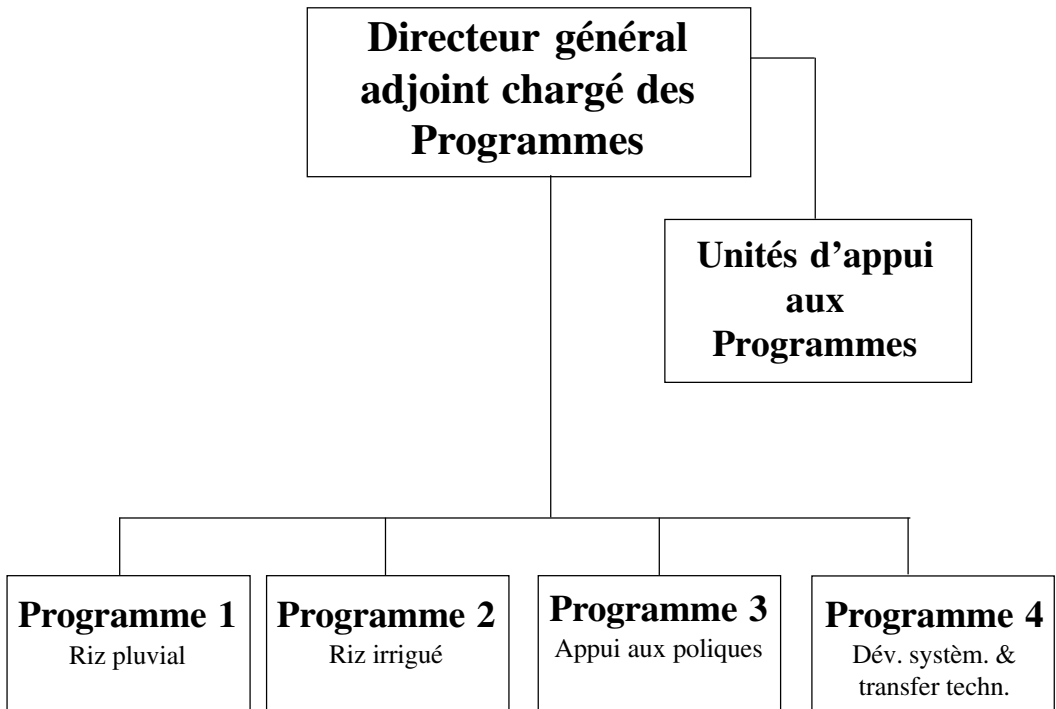 Directeur général
adjoint chargé des
Programmes
Unités d’appui
aux
Programmes
Programme 1
Riz pluvial
Programme 2
Riz irrigué
Programme 3
Appui aux poliques
Programme 4
Dév. systèm. &
transfer techn.